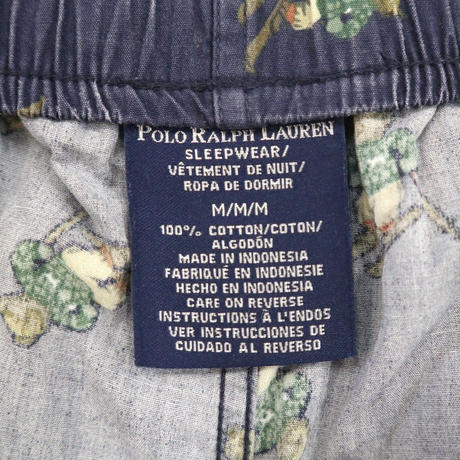 POLO RALPH LAUREN
SLEEPWEAR/
VÊTEMENT DE NUIT/
ROPA DE DORMIR
M/M/M
100% COTTON/COTON/
ALGODÓN
MADE IN INDONESIA
FABRIQUÉ EN INDONESIE
HECHO EN INDONESIA
CARE ON REVERSE
INSTRUCTIONS À L'ENDOS
VER INSTRUCCIONES DE
CUIDADO AL REVERSO